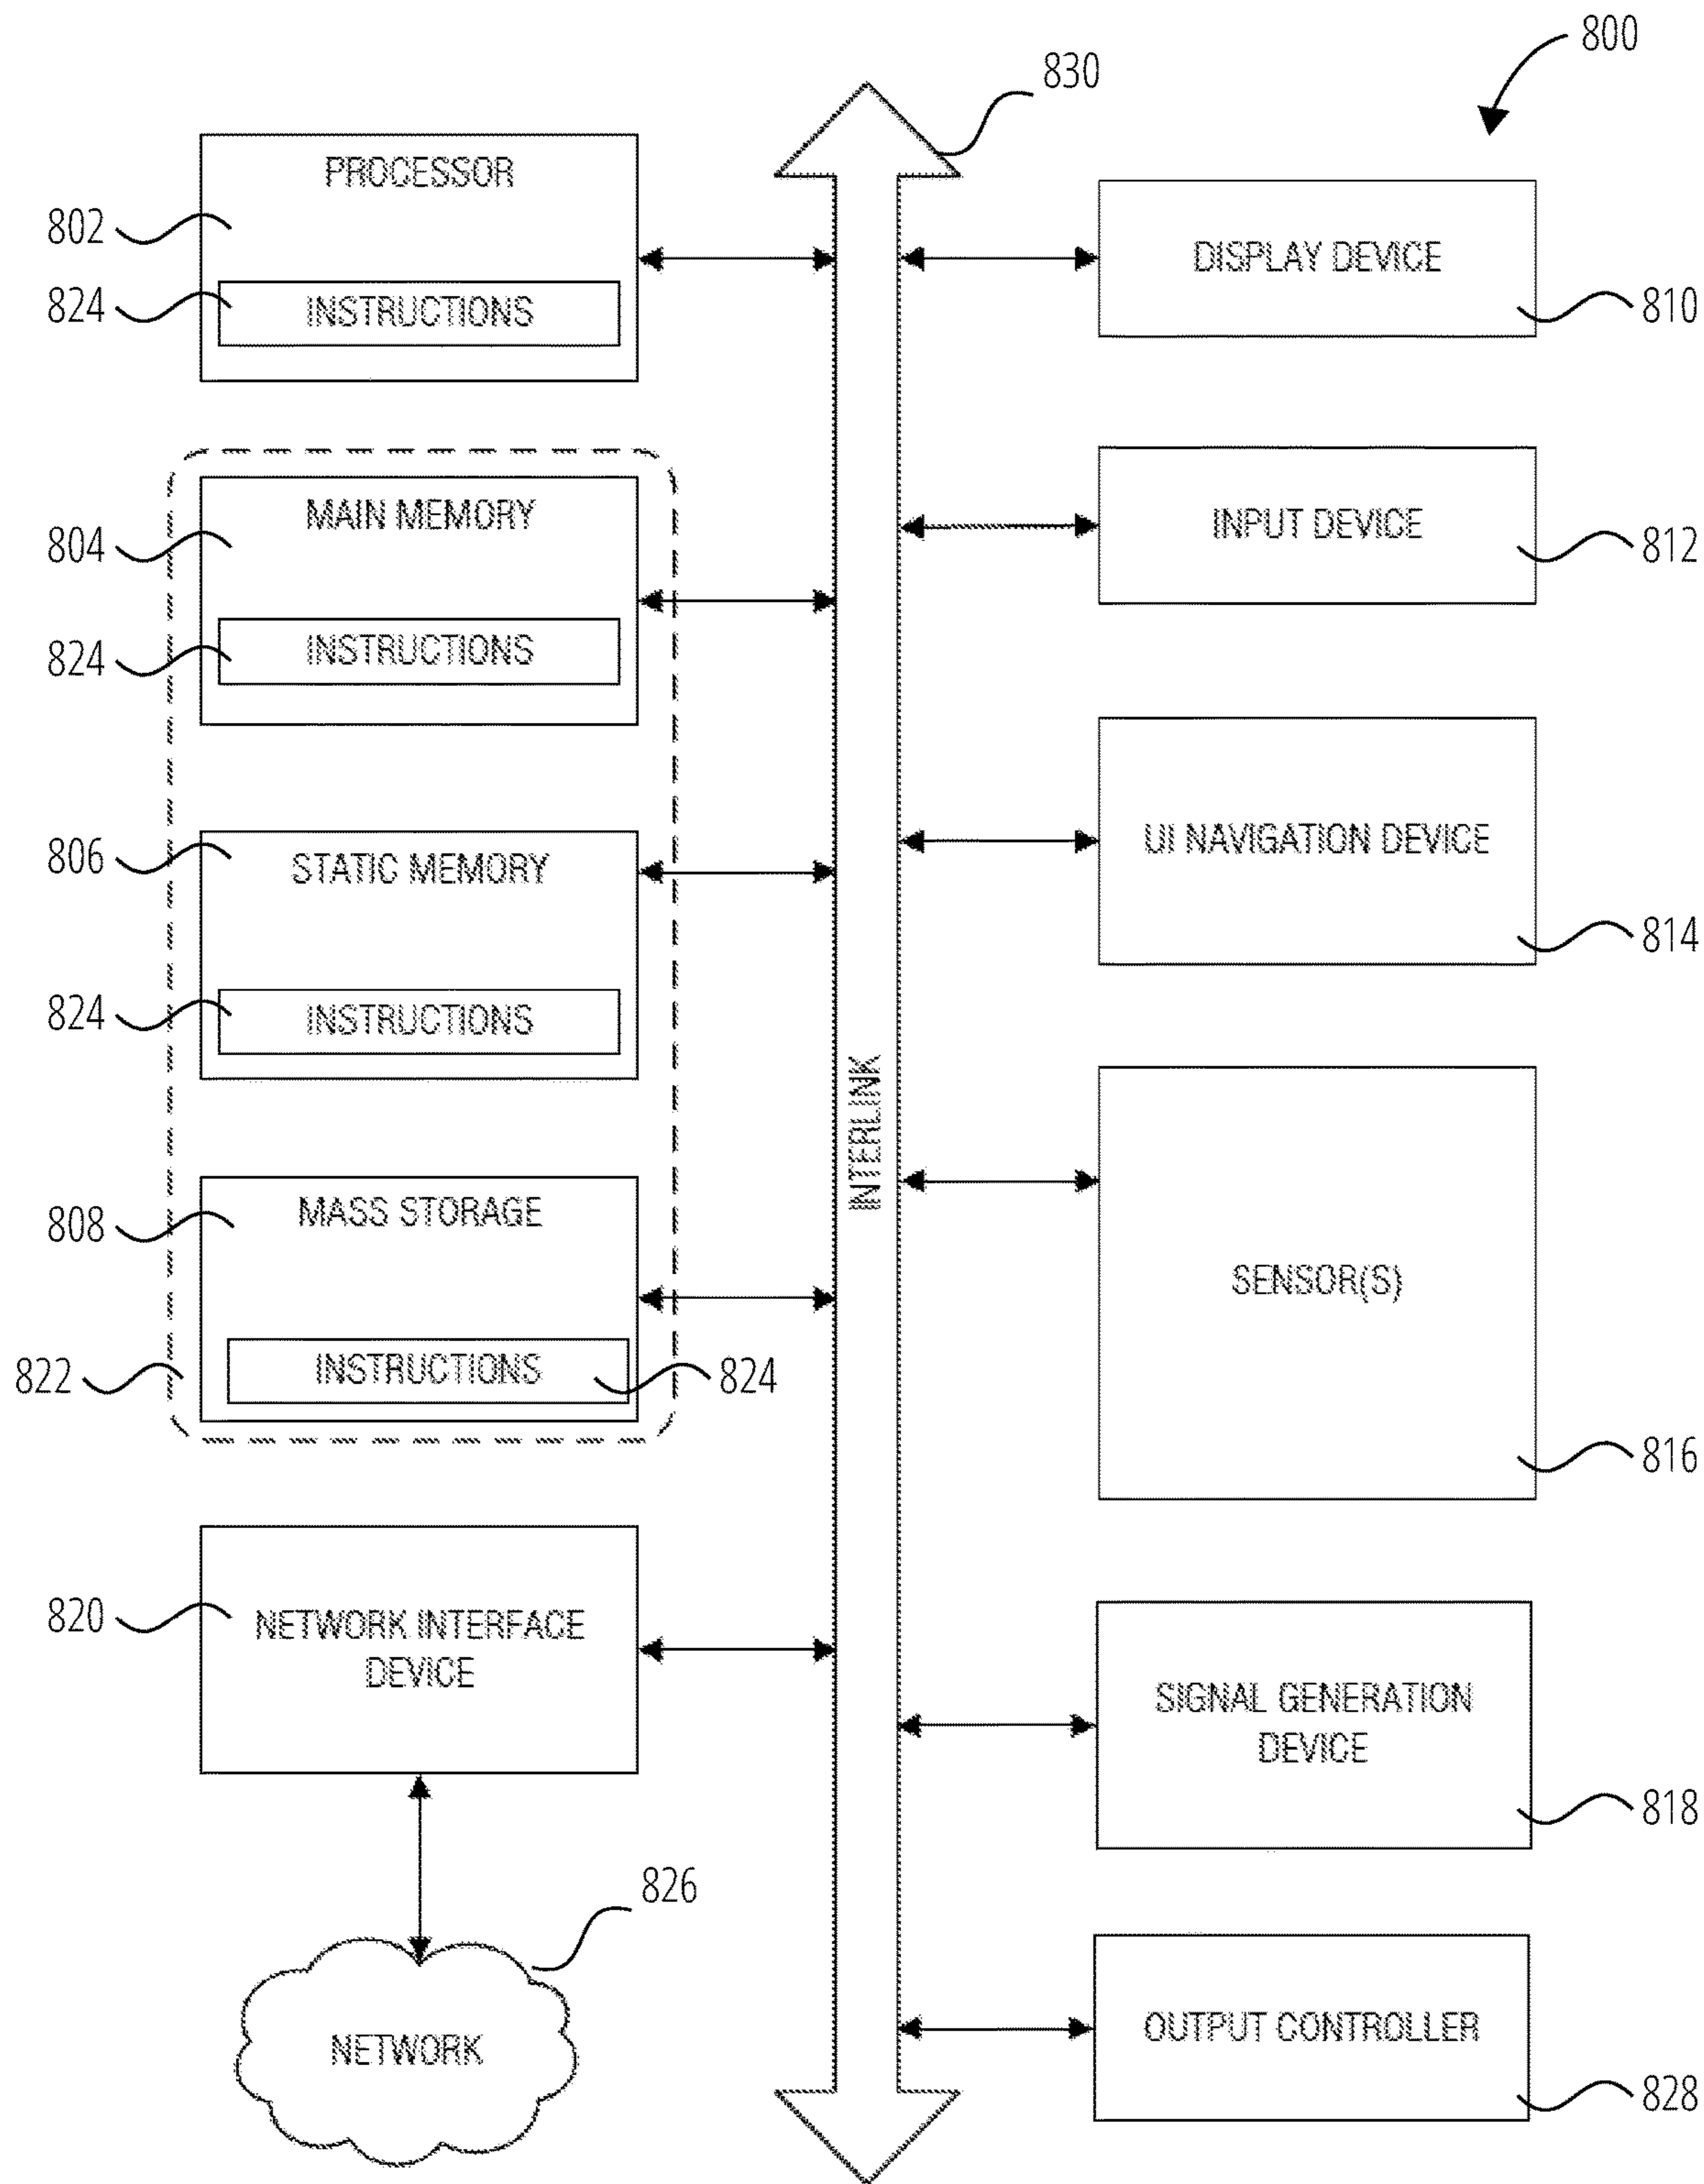 800
830
PROCESSOR
802
824
INSTRUCTIONS
MAIN MEMORY
804
824
INSTRUCTIONS
806
STATIC MEMORY
824
INSTRUCTIONS
MASS STORAGE
808
822
INSTRUCTIONS
824
820
NETWORK INTERFACE
DEVICE
826
NETWORK
INTERLINK
DISPLAY DEVICE
810
INPUT DEVICE
812
UI NAVIGATION DEVICE
814
SENSOR(S)
816
SIGNAL GENERATION
DEVICE
818
OUTPUT CONTROLLER
828